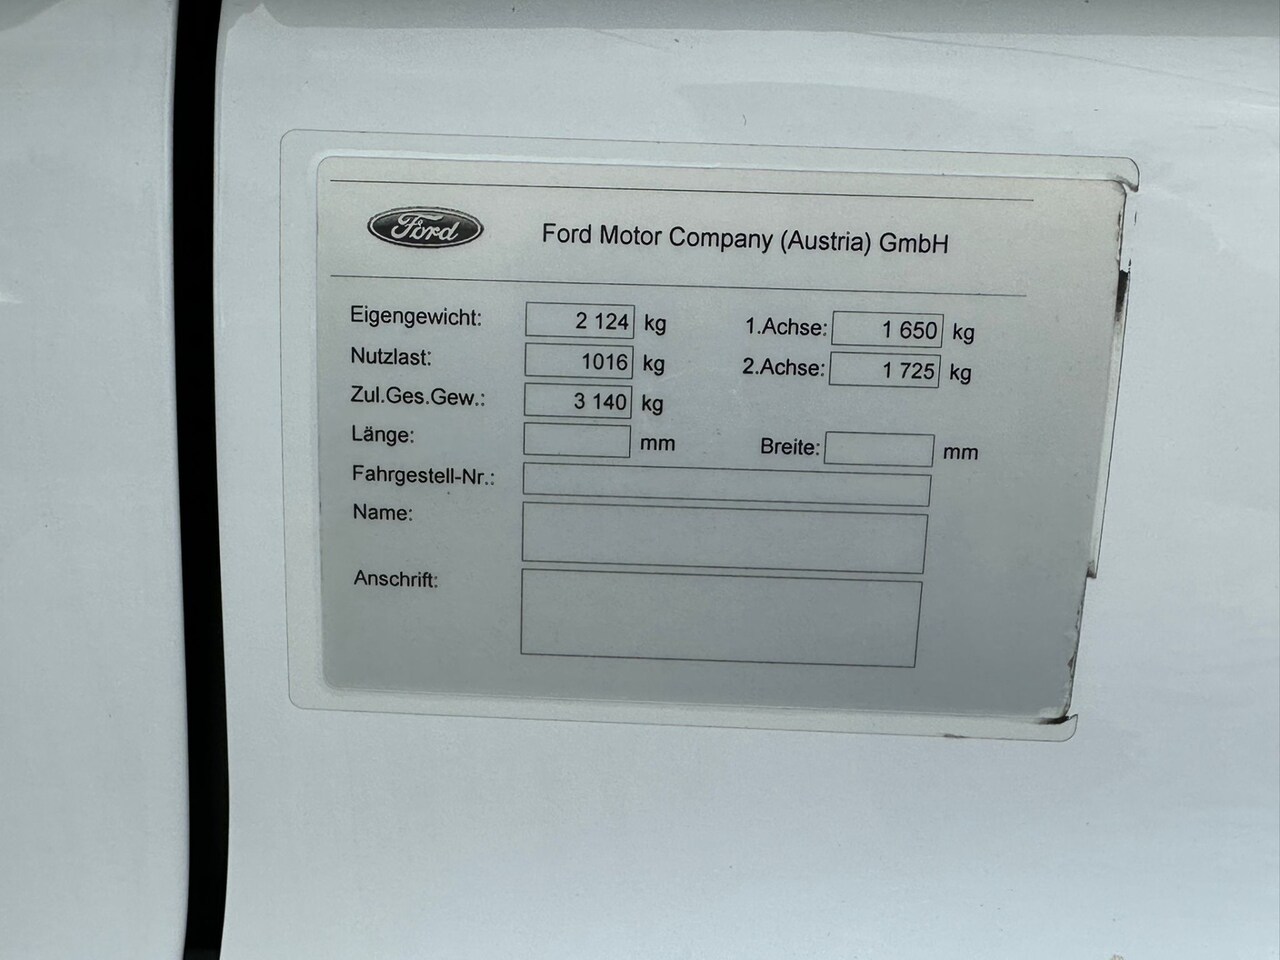 Ford Ford Motor Company (Austria) GmbH
Eigengewicht: 2 124 kg 1.Achse: 1 650 kg
Nutzlast: 1016 kg 2.Achse: 1 725 kg
Zul.Ges.Gew.: 3 140 kg
Länge: mm Breite: mm
Fahrgestell-Nr.:
Name:
Anschrift: